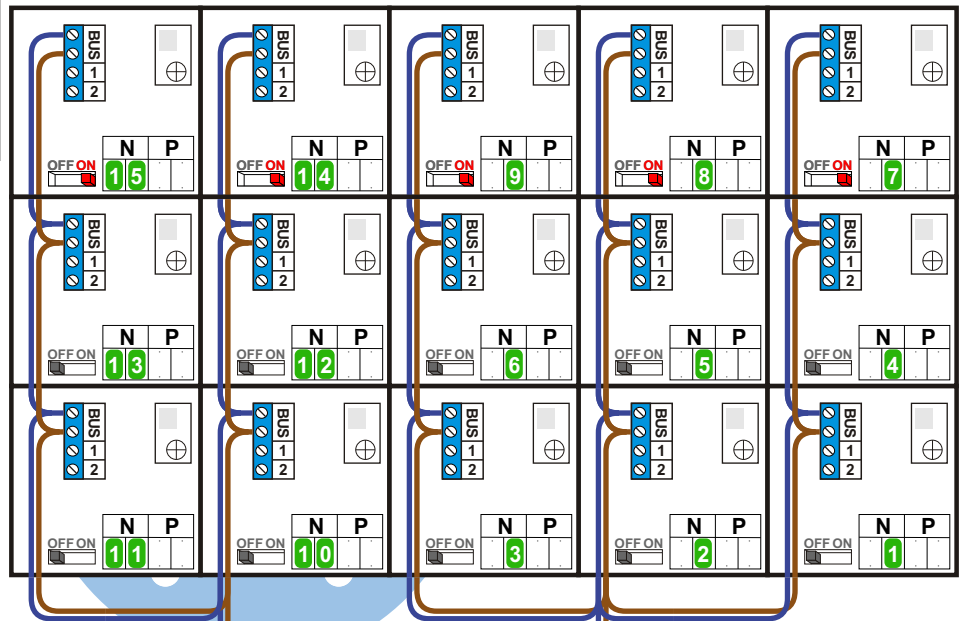 BUS BUS BUS BUS BUS
1 1 1 1 1
2 2 2 2 2
N P N P N P N P N P
OFF ON 15 OFF ON 14 OFF ON 9 OFF ON 8 OFF ON 7
BUS BUS BUS BUS BUS
1 1 1 1 1
2 2 2 2 2
N P N P N P N P N P
OFF ON 13 OFF ON 12 OFF ON 6 OFF ON 5 OFF ON 4
BUS BUS BUS BUS BUS
1 1 1 1 1
2 2 2 2 2
N P N P N P N P N P
OFF ON 11 OFF ON 10 OFF ON 3 OFF ON 2 OFF ON 1